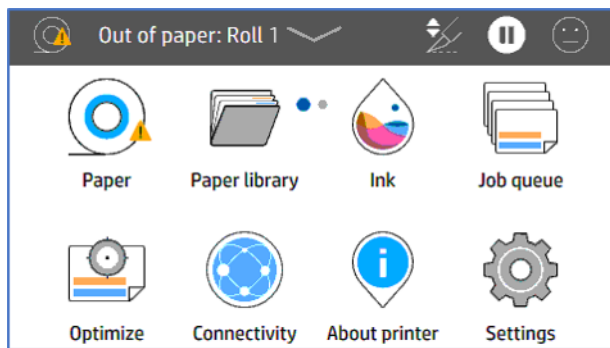 Out of paper: Roll 1
Paper
Paper library
Ink
Job queue
Optimize
Connectivity
About printer
Settings